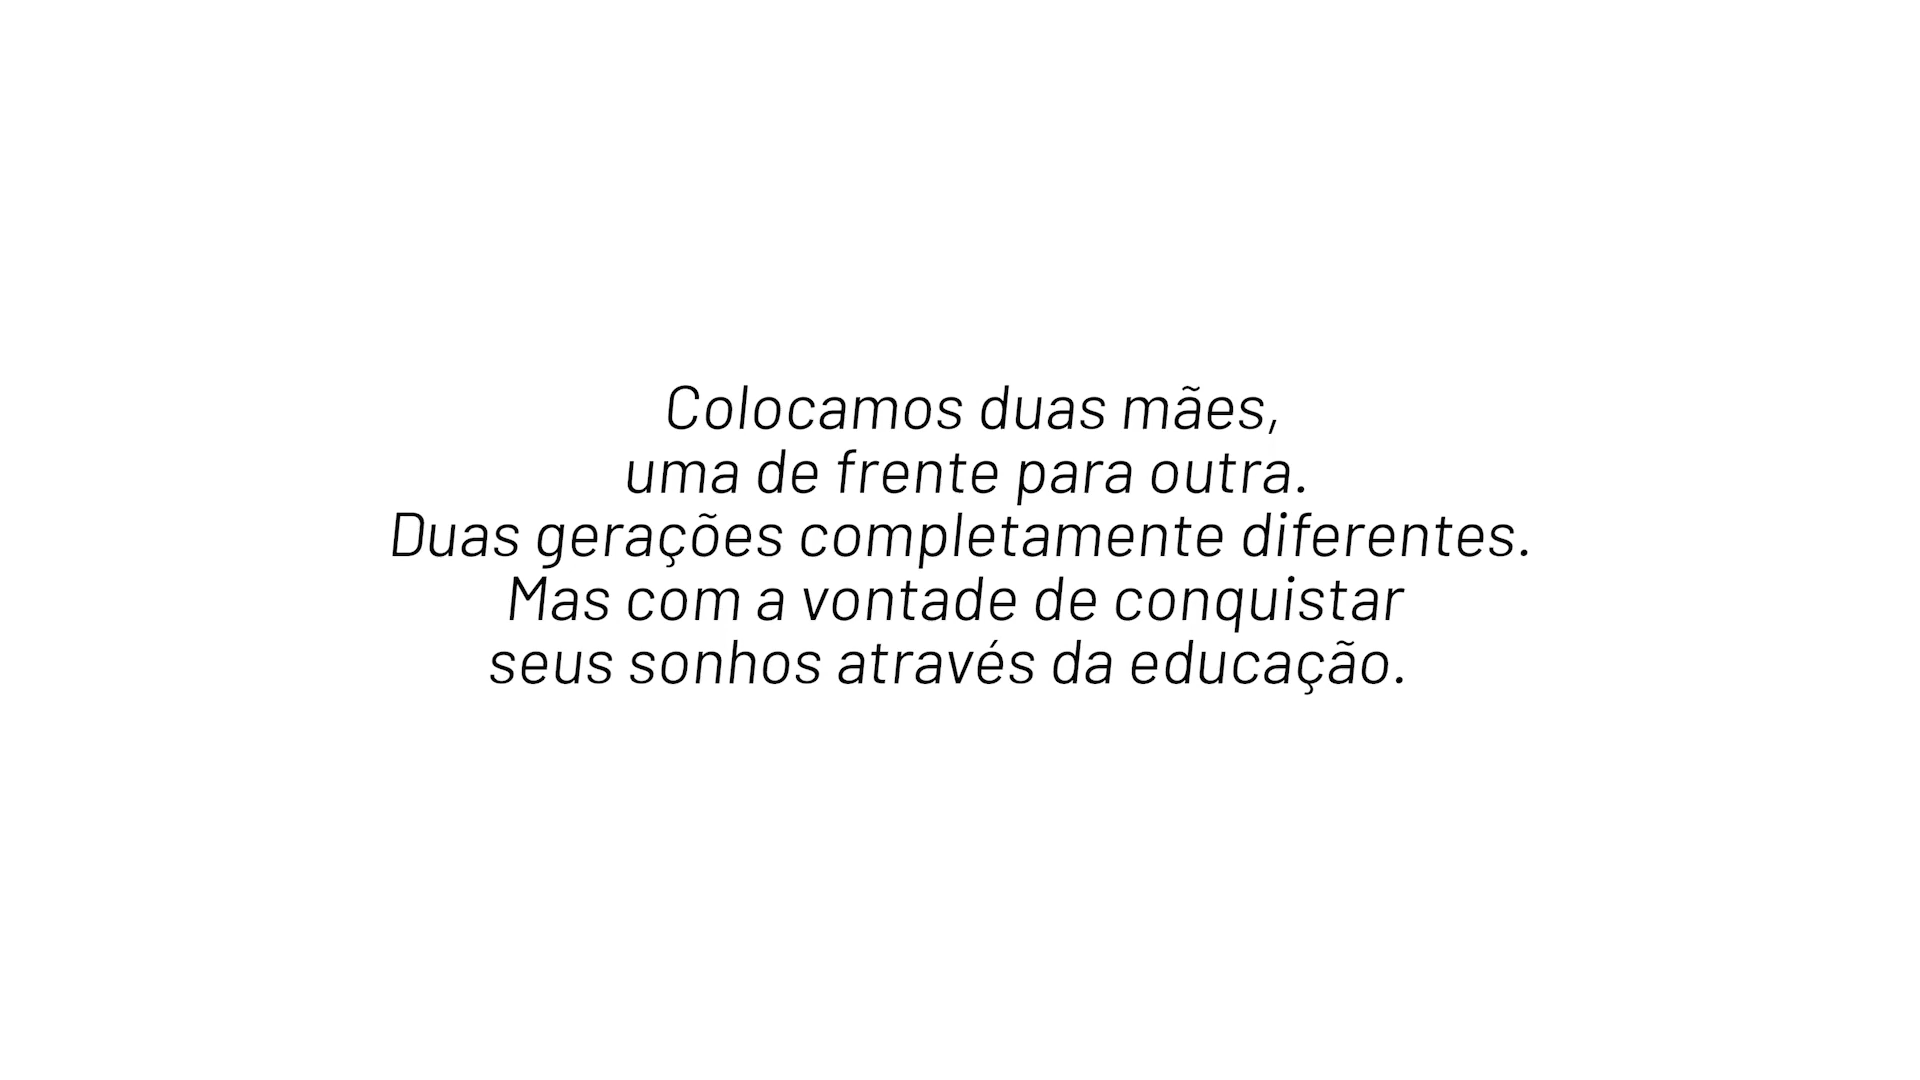 Colocamos duas mães,
uma de frente para outra.
Duas gerações completamente diferentes.
Mas com a vontade de conquistar
seus sonhos através da educação.